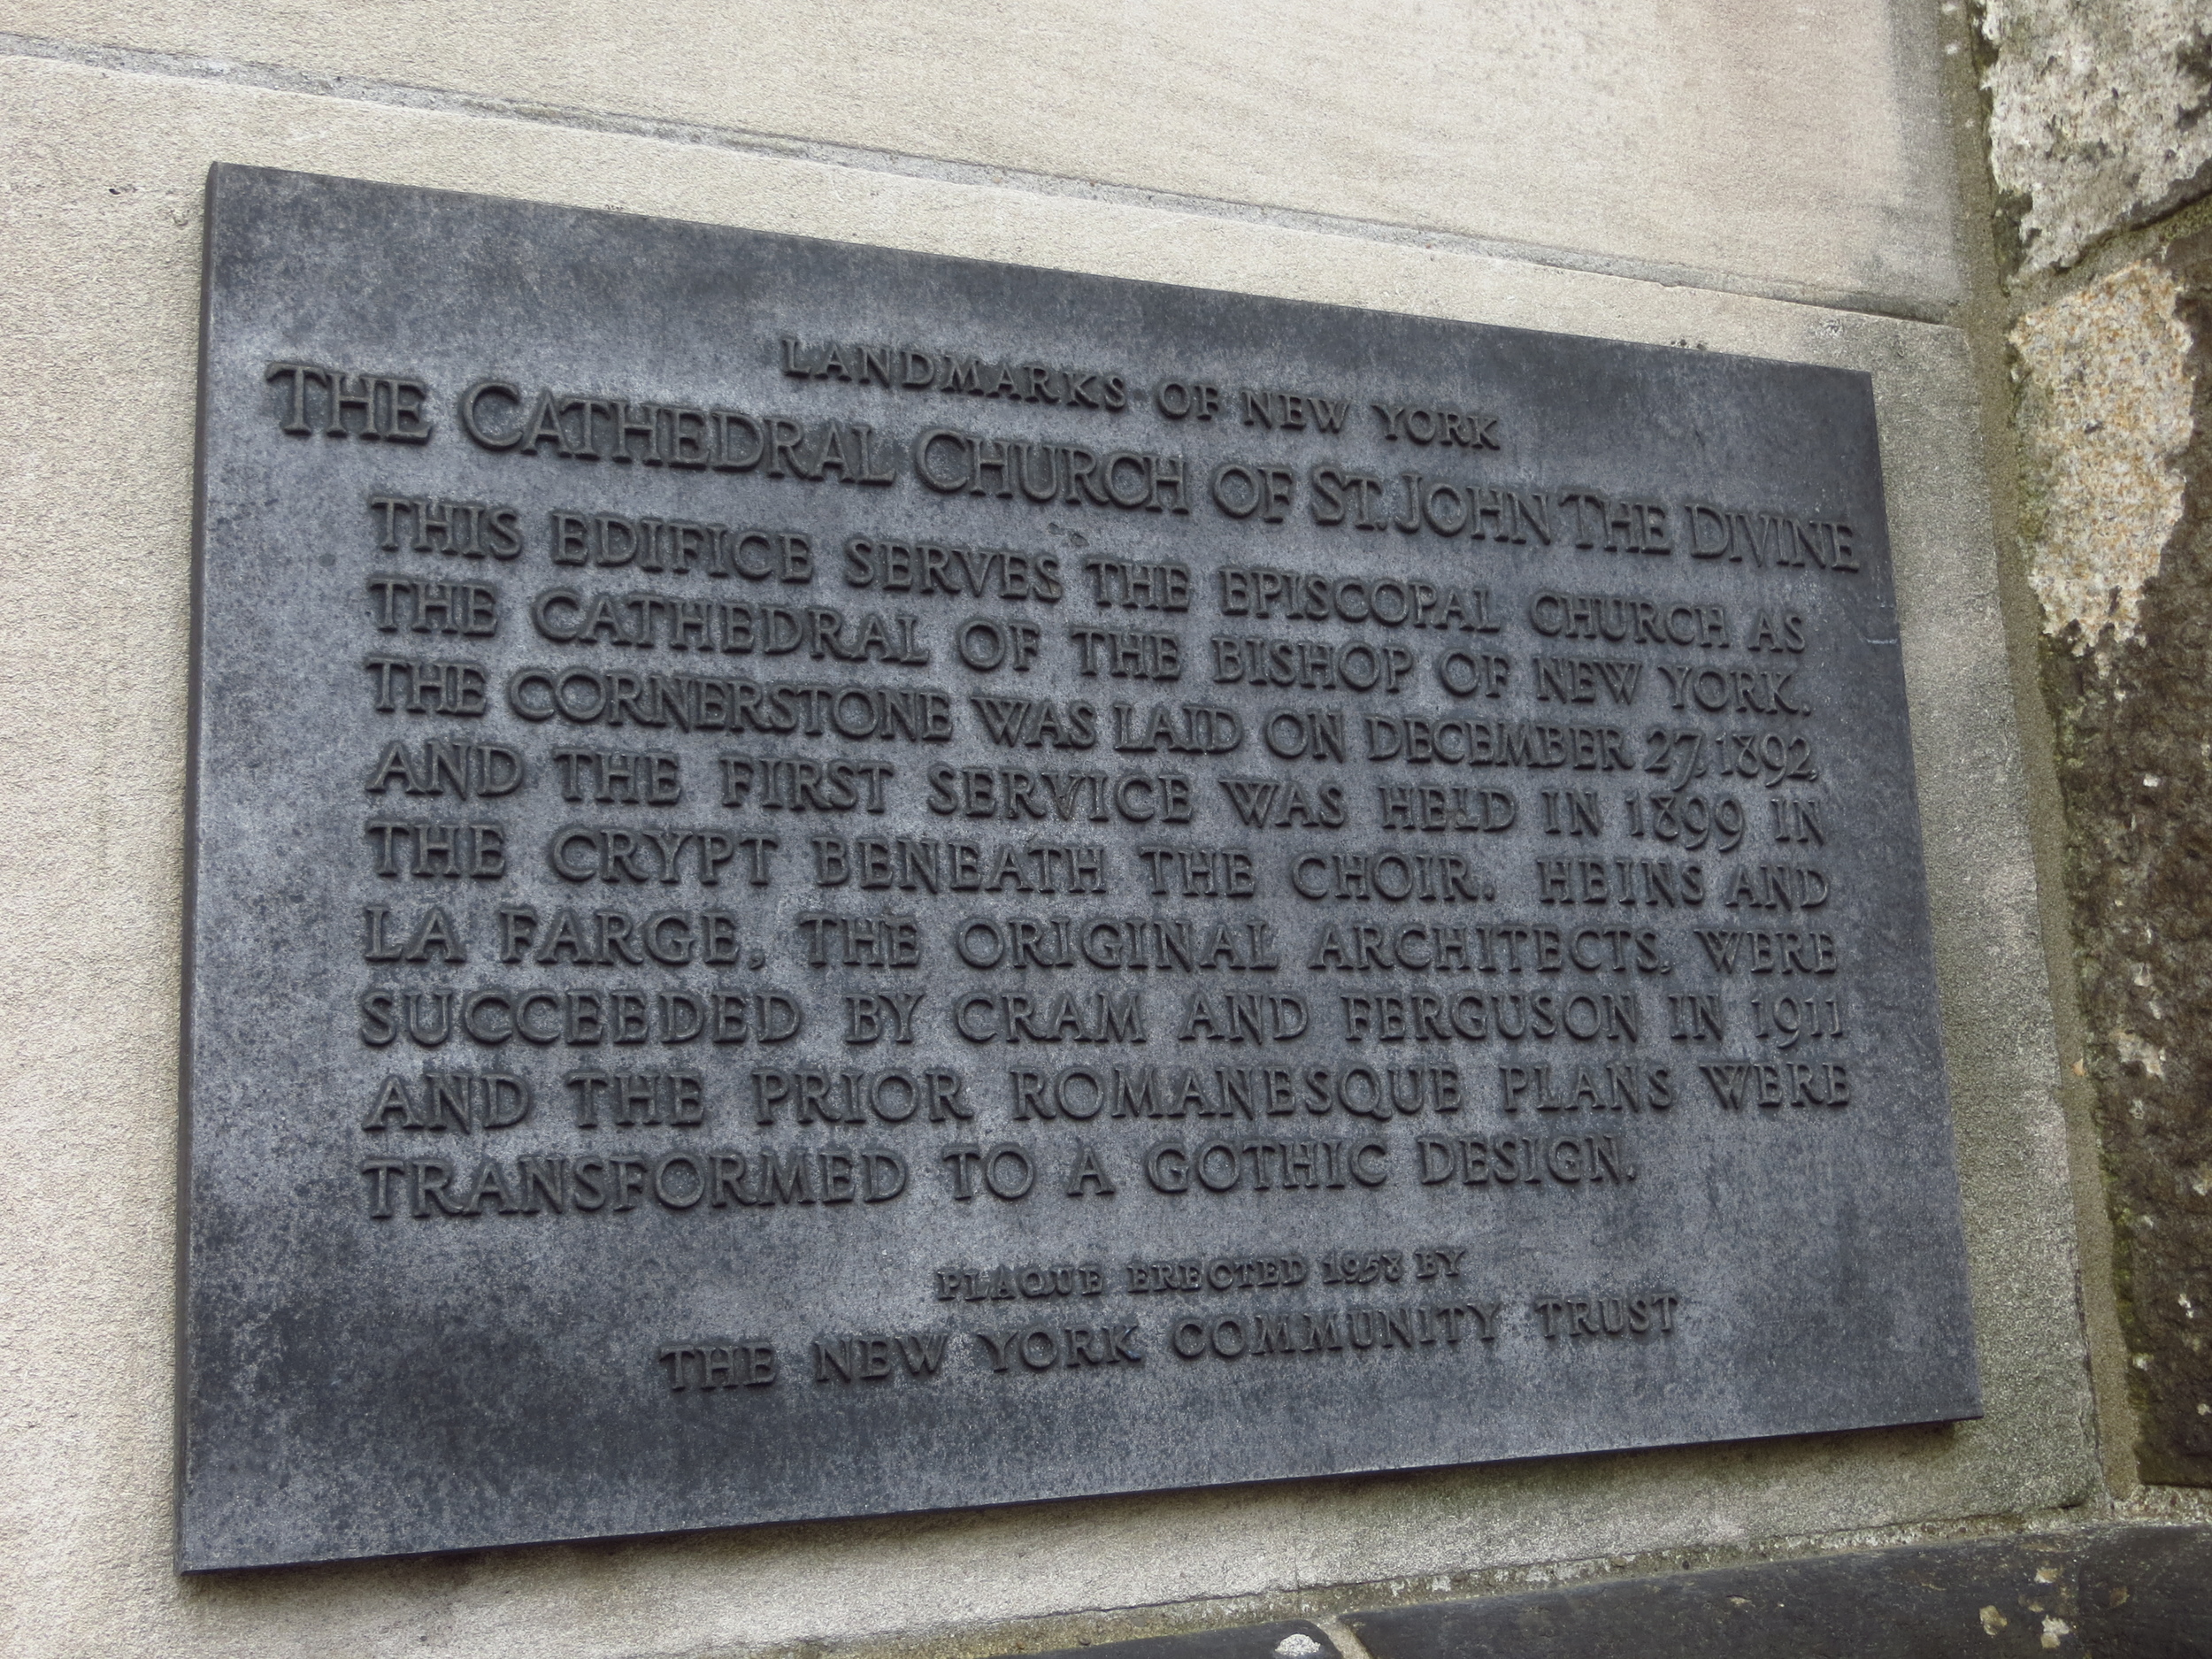 LANDMARKS OF NEW YORK
THE CATHEDRAL CHURCH OF ST. JOHN THE DIVINE
THIS EDIFICE SERVES THE EPISCOPAL CHURCH AS
THE CATHEDRAL OF THE BISHOP OF NEW YORK.
THE CORNERSTONE WAS LAID ON DECEMBER 27, 1892,
AND THE FIRST SERVICE WAS HELD IN 1899 IN
THE CRYPT BENEATH THE CHOIR. HEINS AND
LA FARGE, THE ORIGINAL ARCHITECTS, WERE
SUCCEEDED BY CRAM AND FERGUSON IN 1911
AND THE PRIOR ROMANESQUE PLANS WERE
TRANSFORMED TO A GOTHIC DESIGN.
PLAQUE ERECTED 1958 BY
THE NEW YORK COMMUNITY TRUST